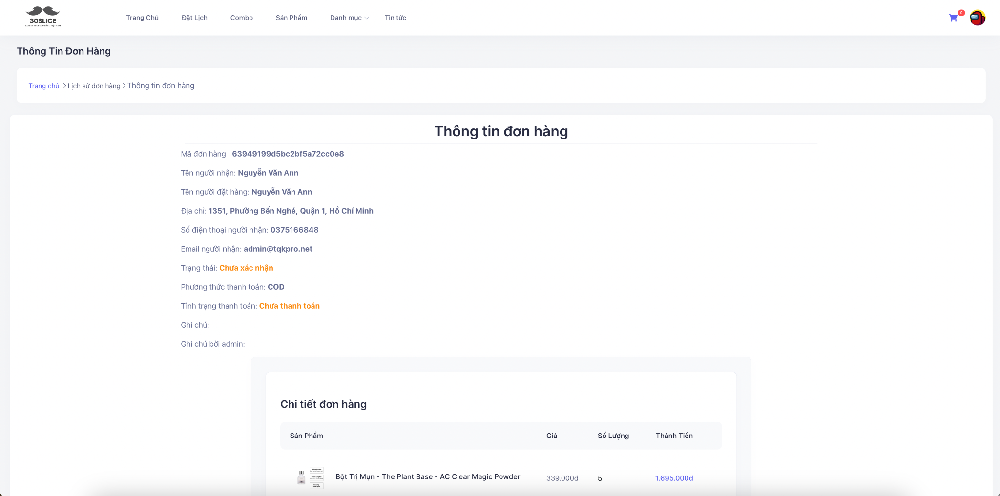 30SLICE
Trang Chủ Đặt Lịch Combo Sản Phẩm Danh mục Tin tức 0
Thông Tin Đơn Hàng
Trang chủ > Lịch sử đơn hàng > Thông tin đơn hàng
Thông tin đơn hàng
Mã đơn hàng : 63949199d5bc2bf5a72cc0e8
Tên người nhận: Nguyễn Văn Ann
Tên người đặt hàng: Nguyễn Văn Ann
Địa chỉ: 1351, Phường Bến Nghé, Quận 1, Hồ Chí Minh
Số điện thoại người nhận: 0375166848
Email người nhận: admin@tqkpro.net
Trạng thái: Chưa xác nhận
Phương thức thanh toán: COD
Tình trạng thanh toán: Chưa thanh toán
Ghi chú:
Ghi chú bởi admin:
Chi tiết đơn hàng
Sản Phẩm Giá Số Lượng Thành Tiền
Bột Trị Mụn - The Plant Base - AC Clear Magic Powder 339.000đ 5 1.695.000đ